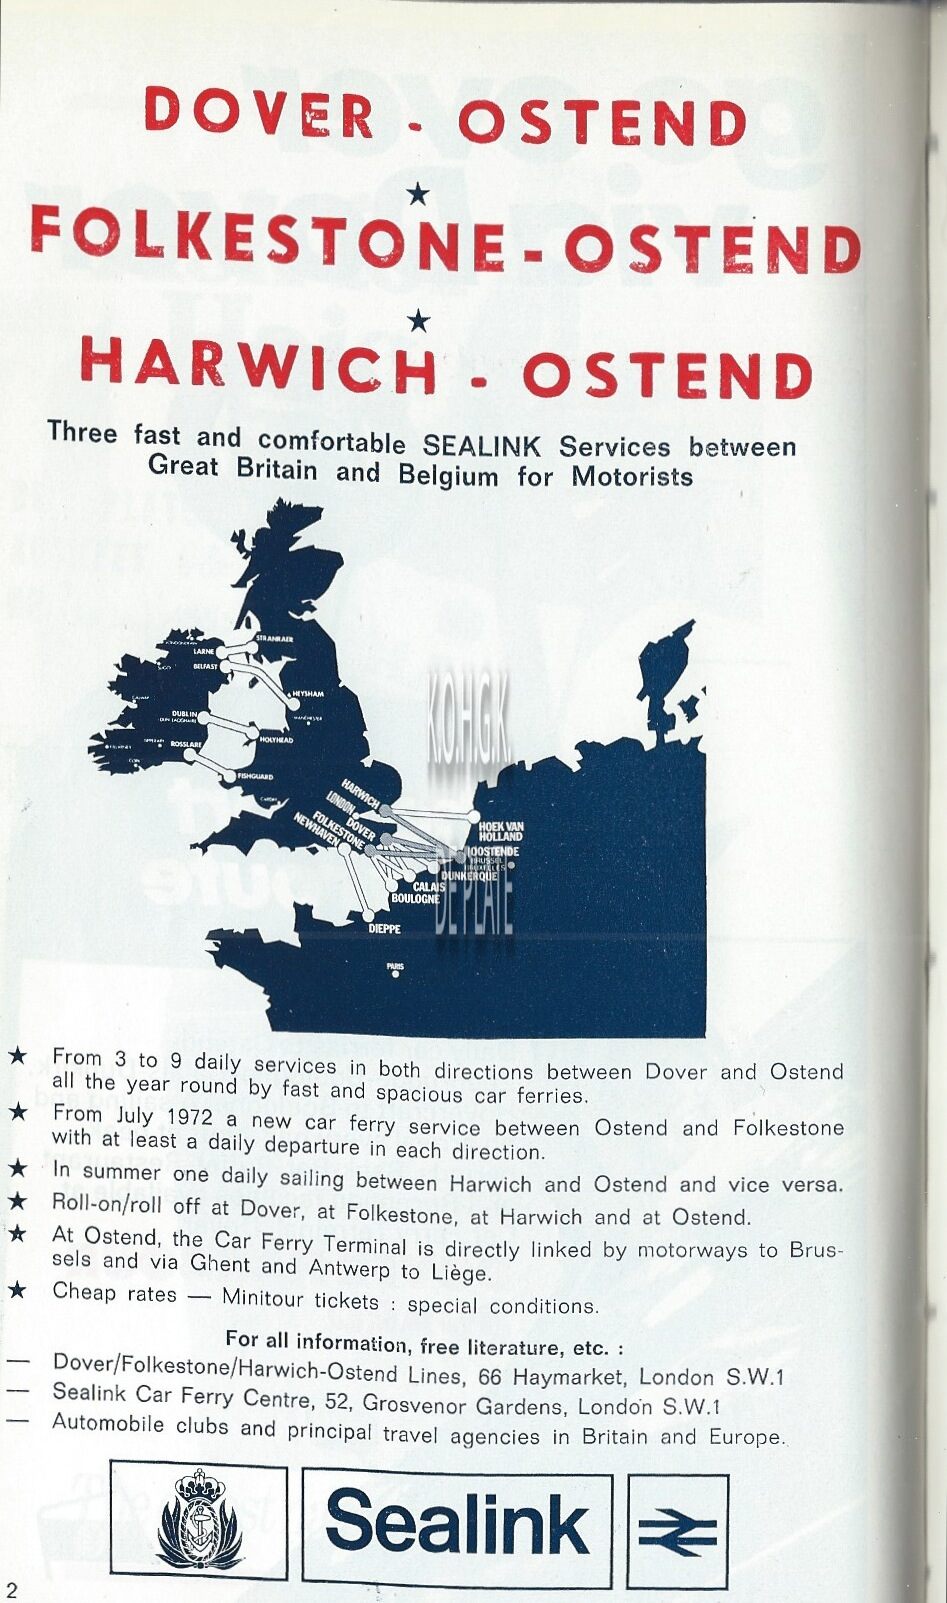 DOVER - OSTEND
FOLKESTONE - OSTEND
HARWICH - OSTEND
Three fast and comfortable SEALINK Services between
Great Britain and Belgium for Motorists
STRANRAER
LARNE
BELFAST
SLIGO
HEYSHAM
GALWAY
MANCHESTER
DUBLIN
HOLYHEAD
ROSSLARE
FISHGUARD
CORK
CARDIFF
HARWICH
LONDON
DOVER
FOLKESTONE
NEWHAVEN
HOEK VAN
HOLLAND
OOSTENDE
BRUSSEL
BRUXELLES
DUNKERQUE
CALAIS
BOULOGNE
DIEPPE
PARIS
K.O.H.G.K.
DE PLATE
★ From 3 to 9 daily services in both directions between Dover and Ostend
all the year round by fast and spacious car ferries.
★ From July 1972 a new car ferry service between Ostend and Folkestone
with at least a daily departure in each direction.
★ In summer one daily sailing between Harwich and Ostend and vice versa.
★ Roll-on/roll off at Dover, at Folkestone, at Harwich and at Ostend.
★ At Ostend, the Car Ferry Terminal is directly linked by motorways to Brus-
sels and via Ghent and Antwerp to Liège.
★ Cheap rates — Minitour tickets : special conditions.
For all information, free literature, etc. :
— Dover/Folkestone/Harwich-Ostend Lines, 66 Haymarket, London S.W.1
— Sealink Car Ferry Centre, 52, Grosvenor Gardens, London S.W.1
— Automobile clubs and principal travel agencies in Britain and Europe.
Sealink
2